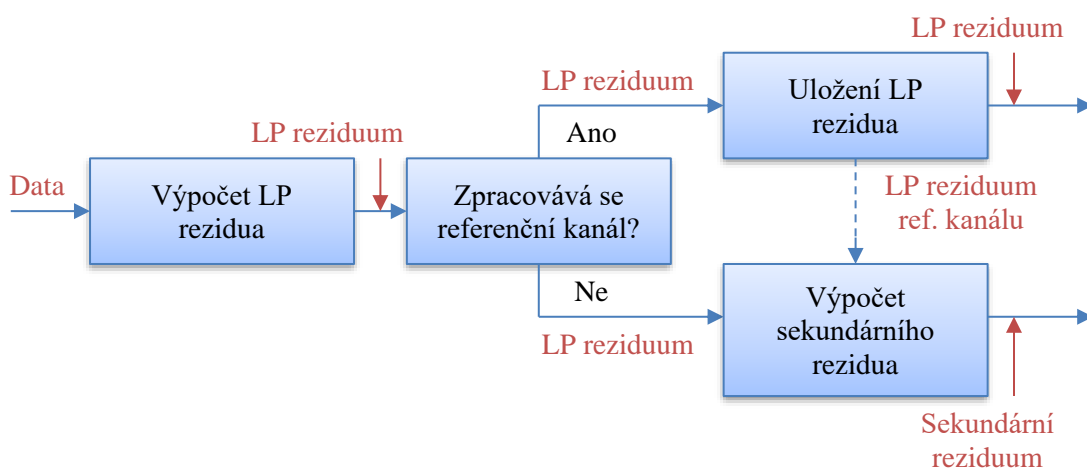 LP reziduum
LP reziduum
Uložení LP
rezidua
Ano
LP reziduum
Data
Výpočet LP
rezidua
Zpracovává se
referenční kanál?
LP reziduum
ref. kanálu
Ne
LP reziduum
Výpočet
sekundárního
rezidua
Sekundární
reziduum